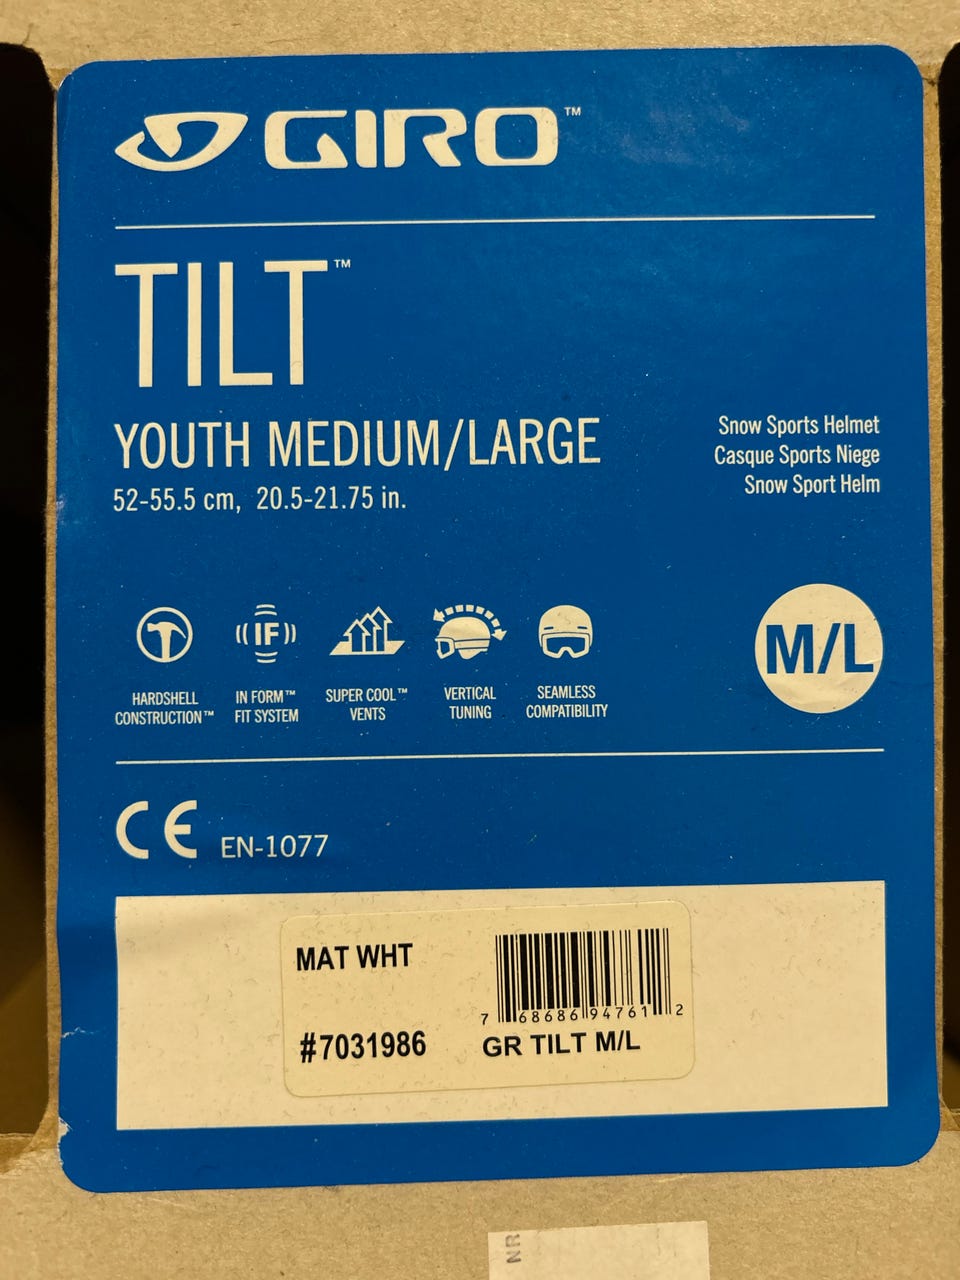 GIRO™
TILT™
YOUTH MEDIUM/LARGE
52-55.5 cm, 20.5-21.75 in.
Snow Sports Helmet
Casque Sports Niege
Snow Sport Helm
IF
M/L
HARDSHELL
CONSTRUCTION™
IN FORM™
FIT SYSTEM
SUPER COOL™
VENTS
VERTICAL
TUNING
SEAMLESS
COMPATIBILITY
CE EN-1077
MAT WHT
7 68686 94761 2
#7031986
GR TILT M/L
NR